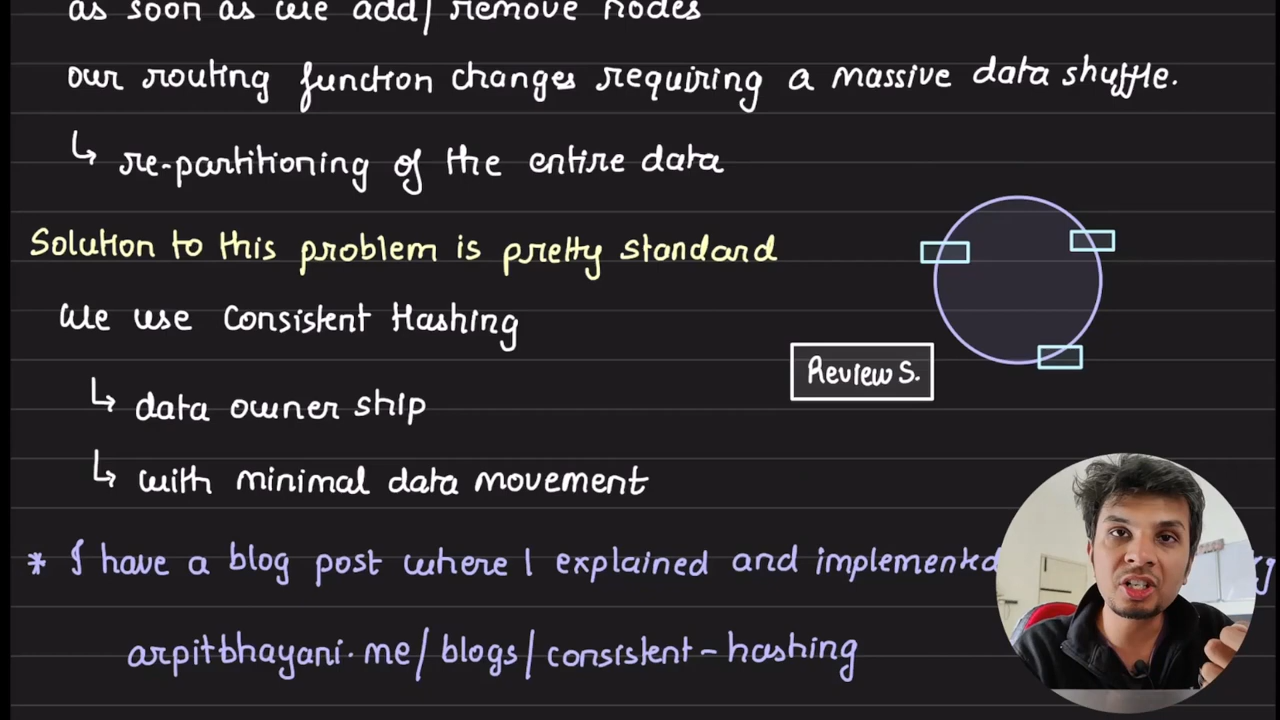 as soon as we add/ remove nodes
our routing function changes requiring a massive data shuffle.
↳ re-partitioning of the entire data
Solution to this problem is pretty standard
We use Consistent Hashing
Review S.
↳ data owner ship
↳ with minimal data movement
* I have a blog post where I explained and implemented
arpitbhayani.me/blogs/consistent-hashing